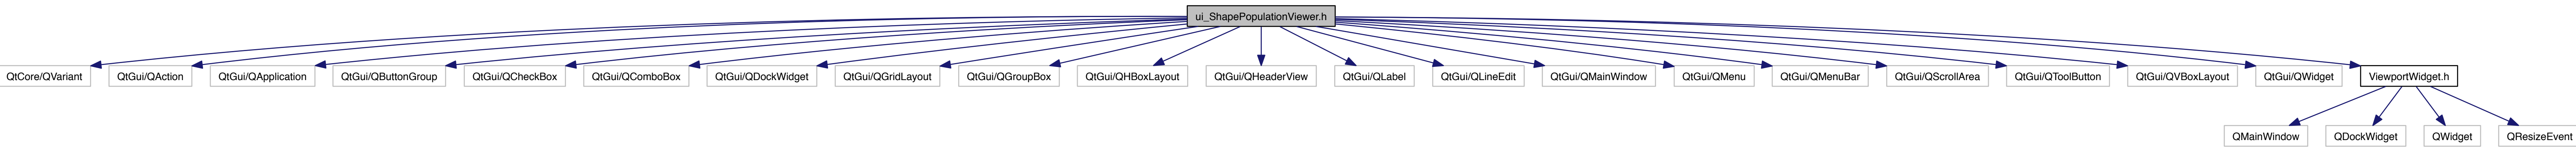 ui_ShapePopulationViewer.h
QtCore/QVariant
QtGui/QAction
QtGui/QApplication
QtGui/QButtonGroup
QtGui/QCheckBox
QtGui/QComboBox
QtGui/QDockWidget
QtGui/QGridLayout
QtGui/QGroupBox
QtGui/QHBoxLayout
QtGui/QHeaderView
QtGui/QLabel
QtGui/QLineEdit
QtGui/QMainWindow
QtGui/QMenu
QtGui/QMenuBar
QtGui/QScrollArea
QtGui/QToolButton
QtGui/QVBoxLayout
QtGui/QWidget
ViewportWidget.h
QMainWindow
QDockWidget
QWidget
QResizeEvent